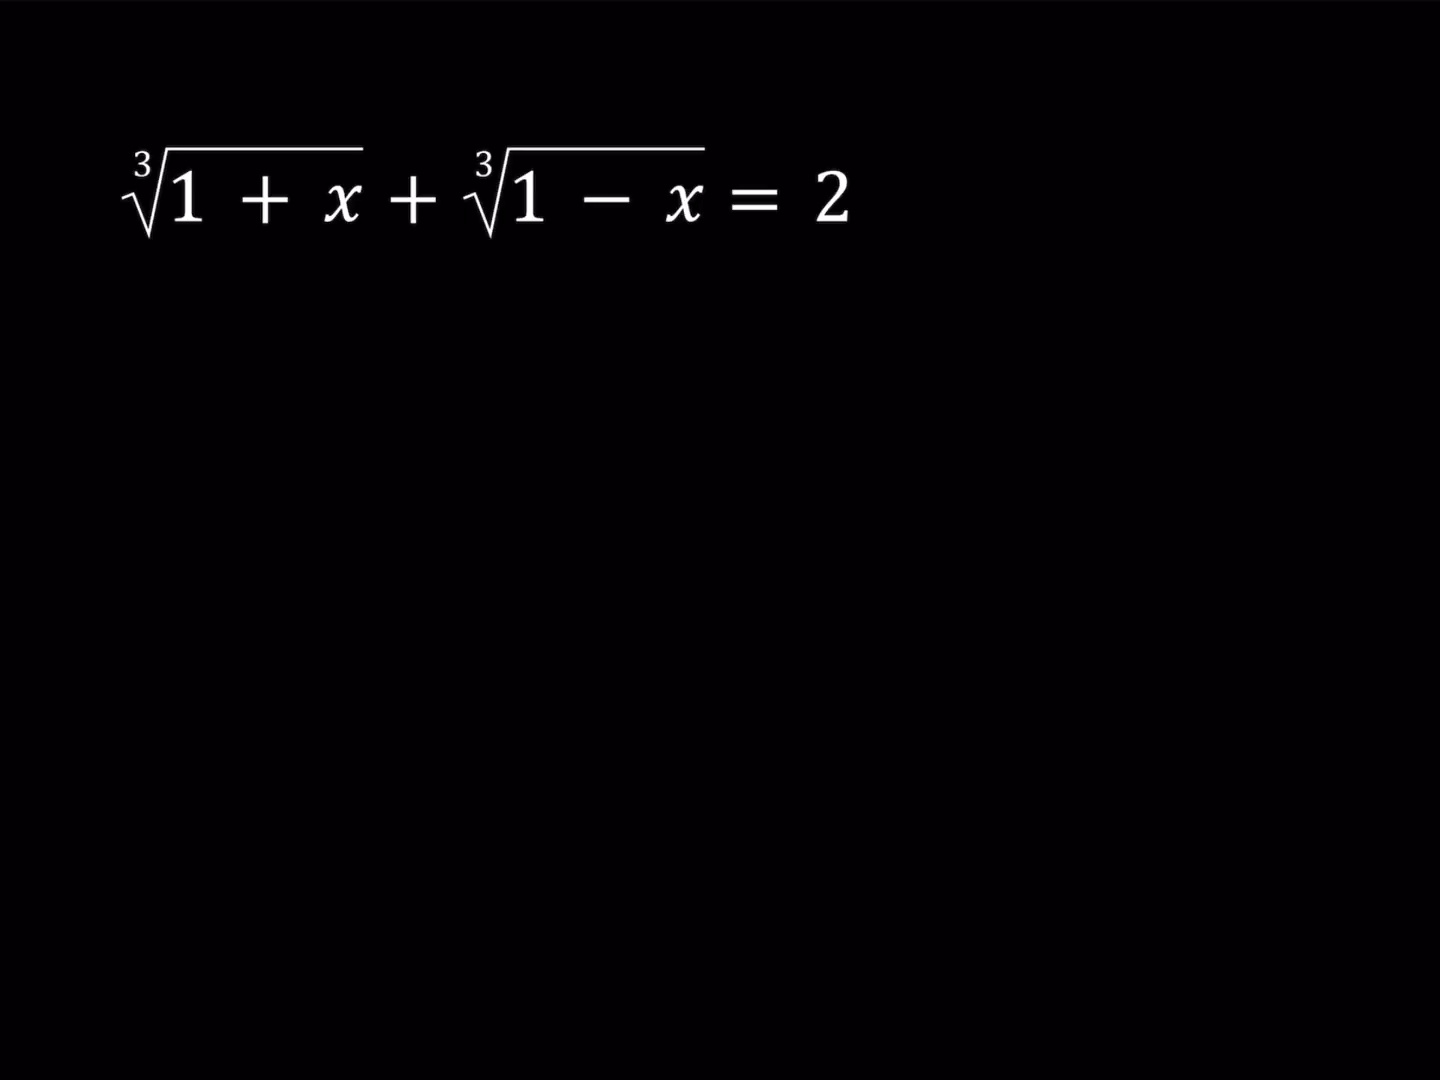 ∛(1 + x) + ∛(1 − x) = 2